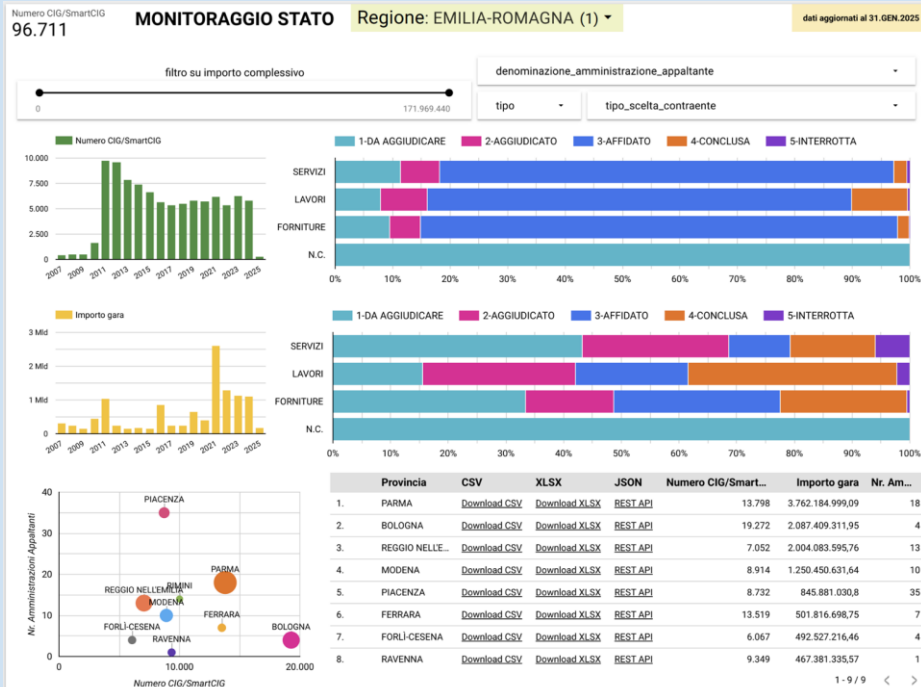 Numero CIG/SmartCIG
96.711
MONITORAGGIO STATO
Regione: EMILIA-ROMAGNA (1)
dati aggiornati al 31.GEN.2025
filtro su importo complessivo
0 171.969.440
denominazione_amministrazione_appaltante
tipo tipo_scelta_contraente
Numero CIG/SmartCIG
10.000
7.500
5.000
2.500
0
2007 2009 2011 2013 2015 2017 2019 2021 2023 2025
1-DA AGGIUDICARE 2-AGGIUDICATO 3-AFFIDATO 4-CONCLUSA 5-INTERROTTA
SERVIZI
LAVORI
FORNITURE
N.C.
0% 10% 20% 30% 40% 50% 60% 70% 80% 90% 100%
Importo gara
3 Mld
2 Mld
1 Mld
0
2007 2009 2011 2013 2015 2017 2019 2021 2023 2025
1-DA AGGIUDICARE 2-AGGIUDICATO 3-AFFIDATO 4-CONCLUSA 5-INTERROTTA
SERVIZI
LAVORI
FORNITURE
N.C.
0% 10% 20% 30% 40% 50% 60% 70% 80% 90% 100%
Nr. Amministrazioni Appaltanti
40
30
20
10
0
PIACENZA
PARMA
RIMINI
REGGIO NELL'EMILIA
MODENA
FERRARA
FORLÌ-CESENA
RAVENNA
BOLOGNA
0 10.000 20.000
Numero CIG/SmartCIG
Provincia CSV XLSX JSON Numero CIG/Smart... Importo gara Nr. Am...
1. PARMA Download CSV Download XLSX REST API 13.798 3.762.184.999,09 18
2. BOLOGNA Download CSV Download XLSX REST API 19.272 2.087.409.311,95 4
3. REGGIO NELL'E... Download CSV Download XLSX REST API 7.052 2.004.083.595,76 13
4. MODENA Download CSV Download XLSX REST API 8.914 1.250.450.631,64 10
5. PIACENZA Download CSV Download XLSX REST API 8.732 845.881.030,8 35
6. FERRARA Download CSV Download XLSX REST API 13.519 501.816.698,75 7
7. FORLÌ-CESENA Download CSV Download XLSX REST API 6.067 492.527.216,46 4
8. RAVENNA Download CSV Download XLSX REST API 9.349 467.381.335,57 1
1 - 9 / 9